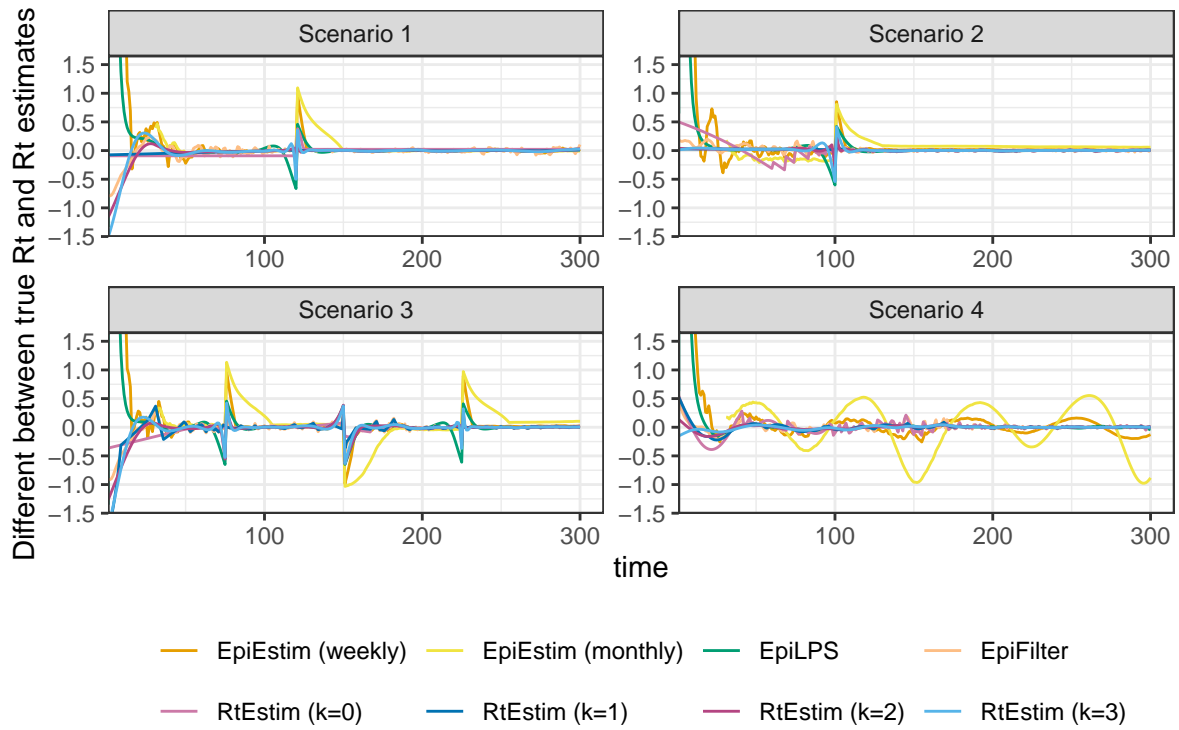 Scenario 1
Scenario 2
1.5
1.0
0.5
0.0
−0.5
−1.0
−1.5
100
200
300
1.5
1.0
0.5
0.0
−0.5
−1.0
−1.5
100
200
300
Scenario 3
Scenario 4
1.5
1.0
0.5
0.0
−0.5
−1.0
−1.5
100
200
300
1.5
1.0
0.5
0.0
−0.5
−1.0
−1.5
100
200
300
Different between true Rt and Rt estimates
time
EpiEstim (weekly)
EpiEstim (monthly)
EpiLPS
EpiFilter
RtEstim (k=0)
RtEstim (k=1)
RtEstim (k=2)
RtEstim (k=3)